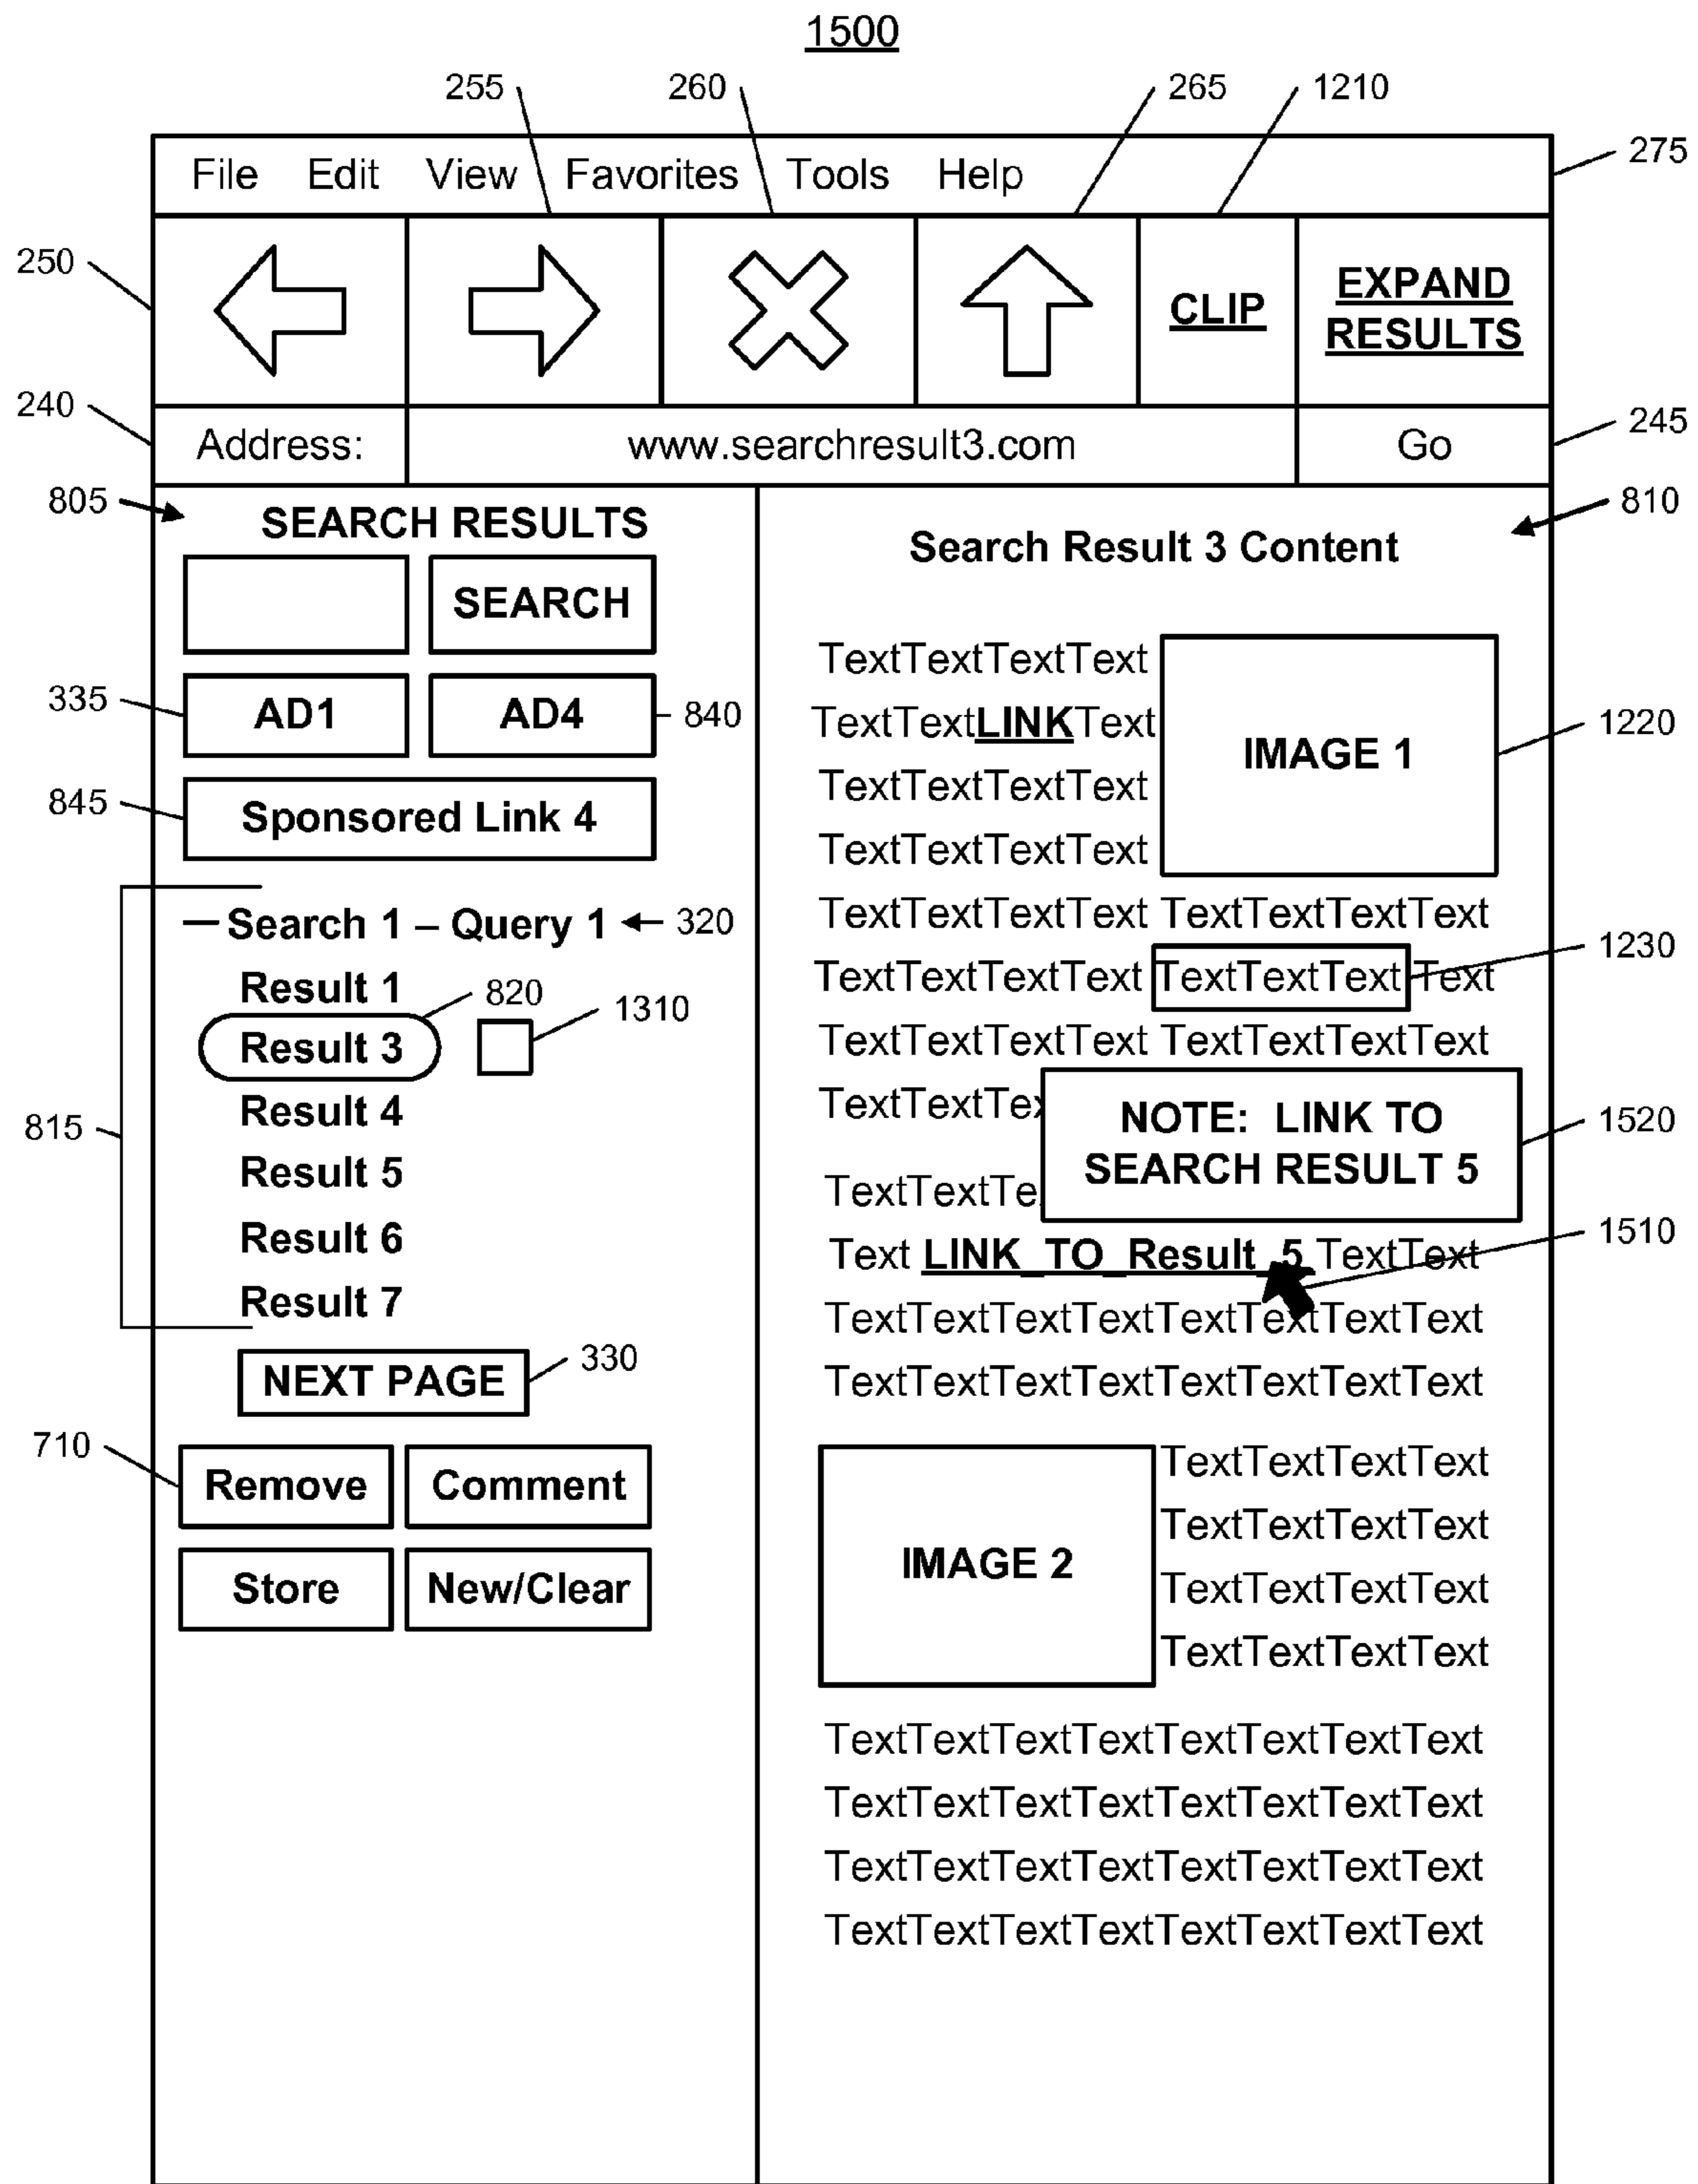 1500
255 260 265 1210
File Edit View Favorites Tools Help 275
250
CLIP
EXPAND
RESULTS
240 Address: www.searchresult3.com Go 245
805 SEARCH RESULTS
SEARCH
335 AD1 AD4 840
845 Sponsored Link 4
815
— Search 1 – Query 1 320
Result 1
820
Result 3
1310
Result 4
Result 5
Result 6
Result 7
NEXT PAGE 330
710 Remove Comment
Store New/Clear
810
Search Result 3 Content
TextTextTextText
TextTextLINKText
TextTextTextText
TextTextTextText
IMAGE 1 1220
TextTextTextText TextTextTextText
TextTextTextText TextTextText Text 1230
TextTextTextText TextTextTextText
TextTextTex
NOTE: LINK TO
SEARCH RESULT 5
1520
TextTextTe
Text LINK_TO_Result_5 TextText 1510
TextTextTextTextTextTextTextText
TextTextTextTextTextTextTextText
IMAGE 2
TextTextTextText
TextTextTextText
TextTextTextText
TextTextTextText
TextTextTextTextTextTextTextText
TextTextTextTextTextTextTextText
TextTextTextTextTextTextTextText
TextTextTextTextTextTextTextText